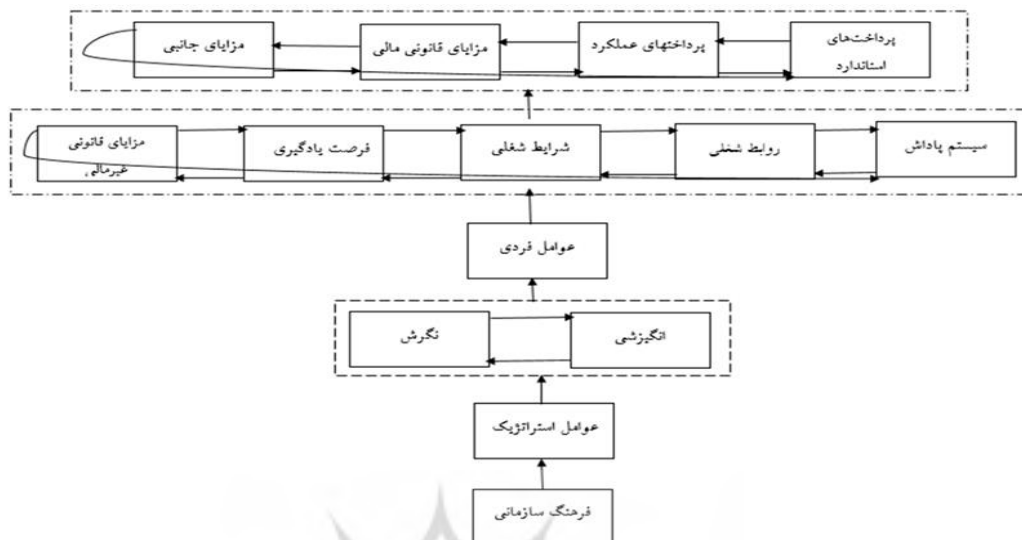 پرداخت‌های
استاندارد
پرداختهای عملکرد
مزایای قانونی مالی
مزایای جانبی
سیستم پاداش
روابط شغلی
شرایط شغلی
فرصت یادگیری
مزایای قانونی
غیرمالی
عوامل فردی
انگیزشی
نگرش
عوامل استراتژیک
فرهنگ سازمانی